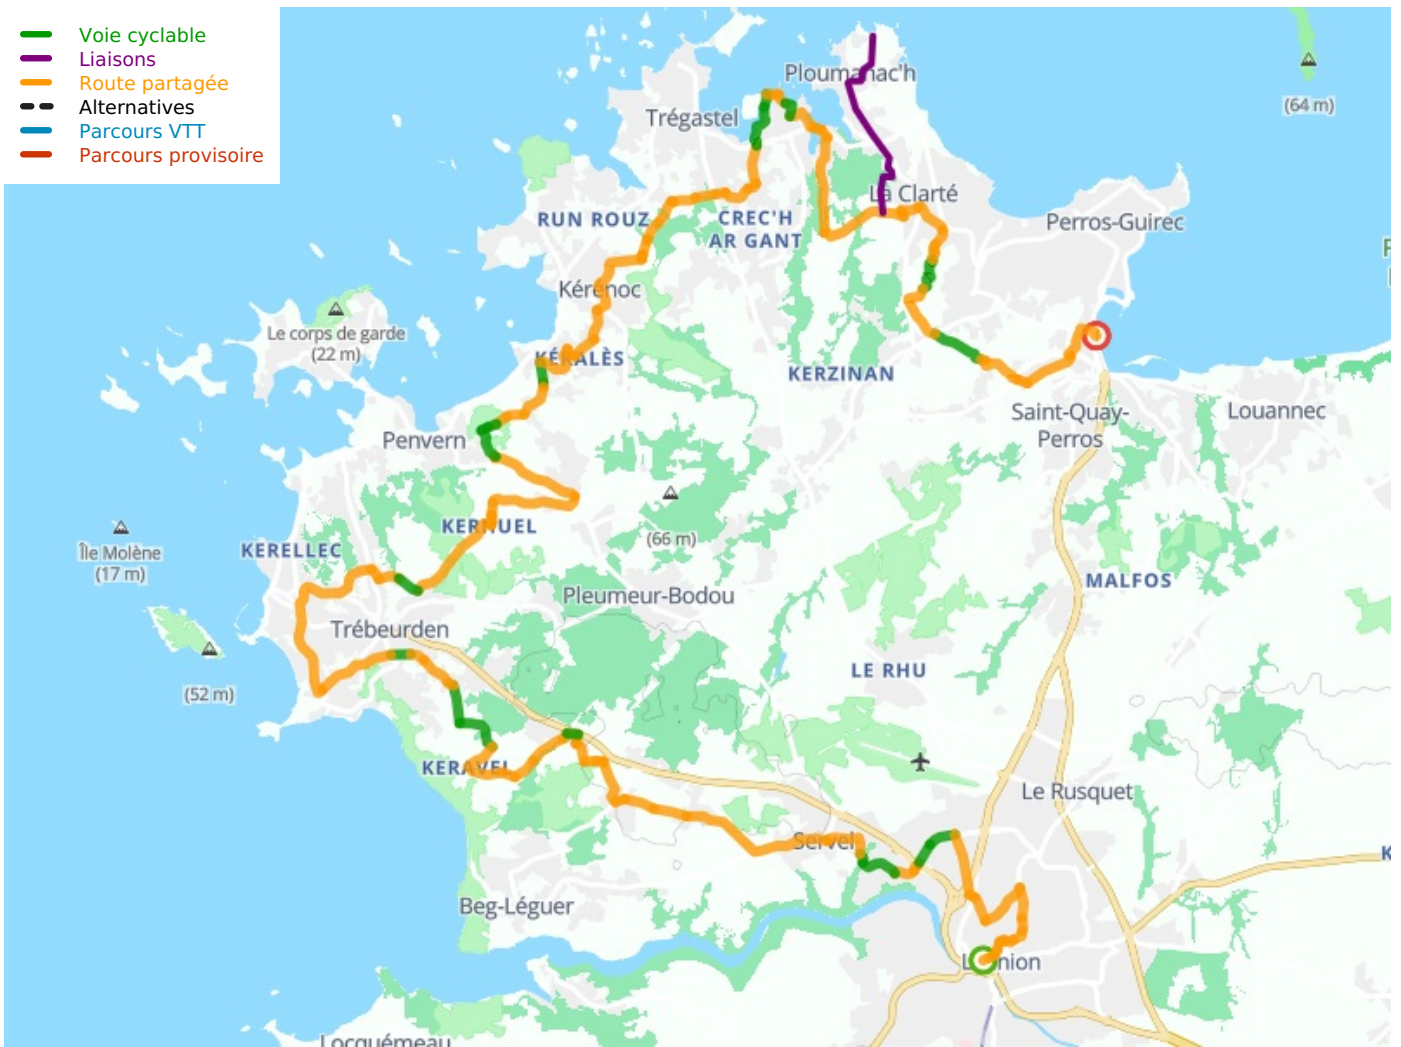 Voie cyclable
Liaisons
Route partagée
Alternatives
Parcours VTT
Parcours provisoire
Ploumanac'h
(64 m)
Trégastel
La Clarté
RUN ROUZ
CREC'H
AR GANT
Perros-Guirec
Kérénoc
Le corps de garde
(22 m)
KÉRALÈS
KERZINAN
Saint-Quay-
Perros
Louannec
Penvern
KERNUEL
(66 m)
Île Molène
(17 m)
KERELLEC
MALFOS
Pleumeur-Bodou
Trébeurden
LE RHU
(52 m)
KERAVEL
Le Rusquet
Servel
Beg-Léguer
Lannion
Locquémeau